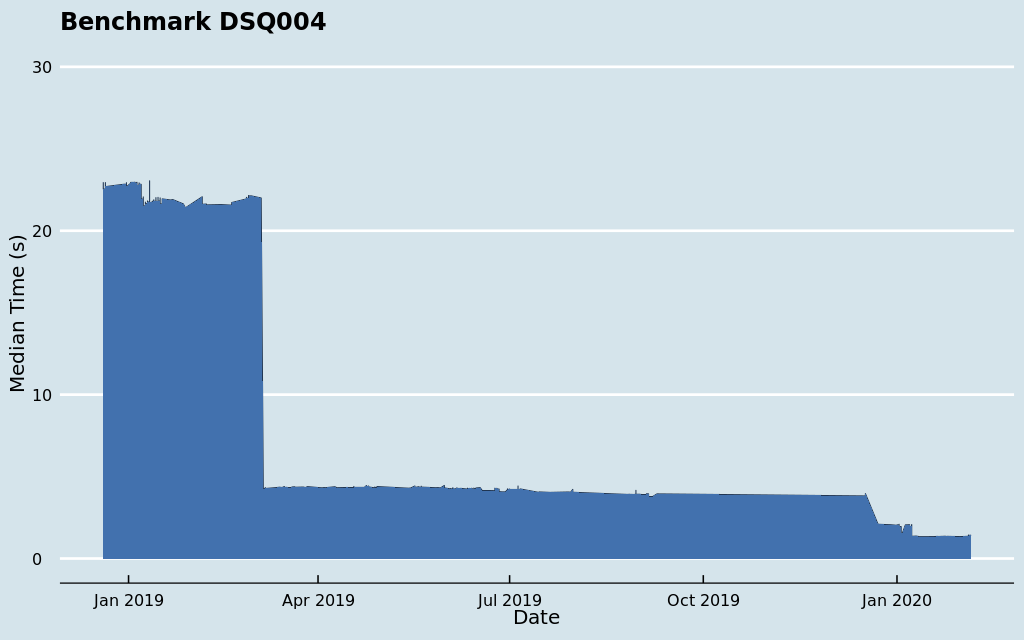 Benchmark DSQ004
Median Time (s)
30
20
10
0
Jan 2019
Apr 2019
Jul 2019
Oct 2019
Jan 2020
Date